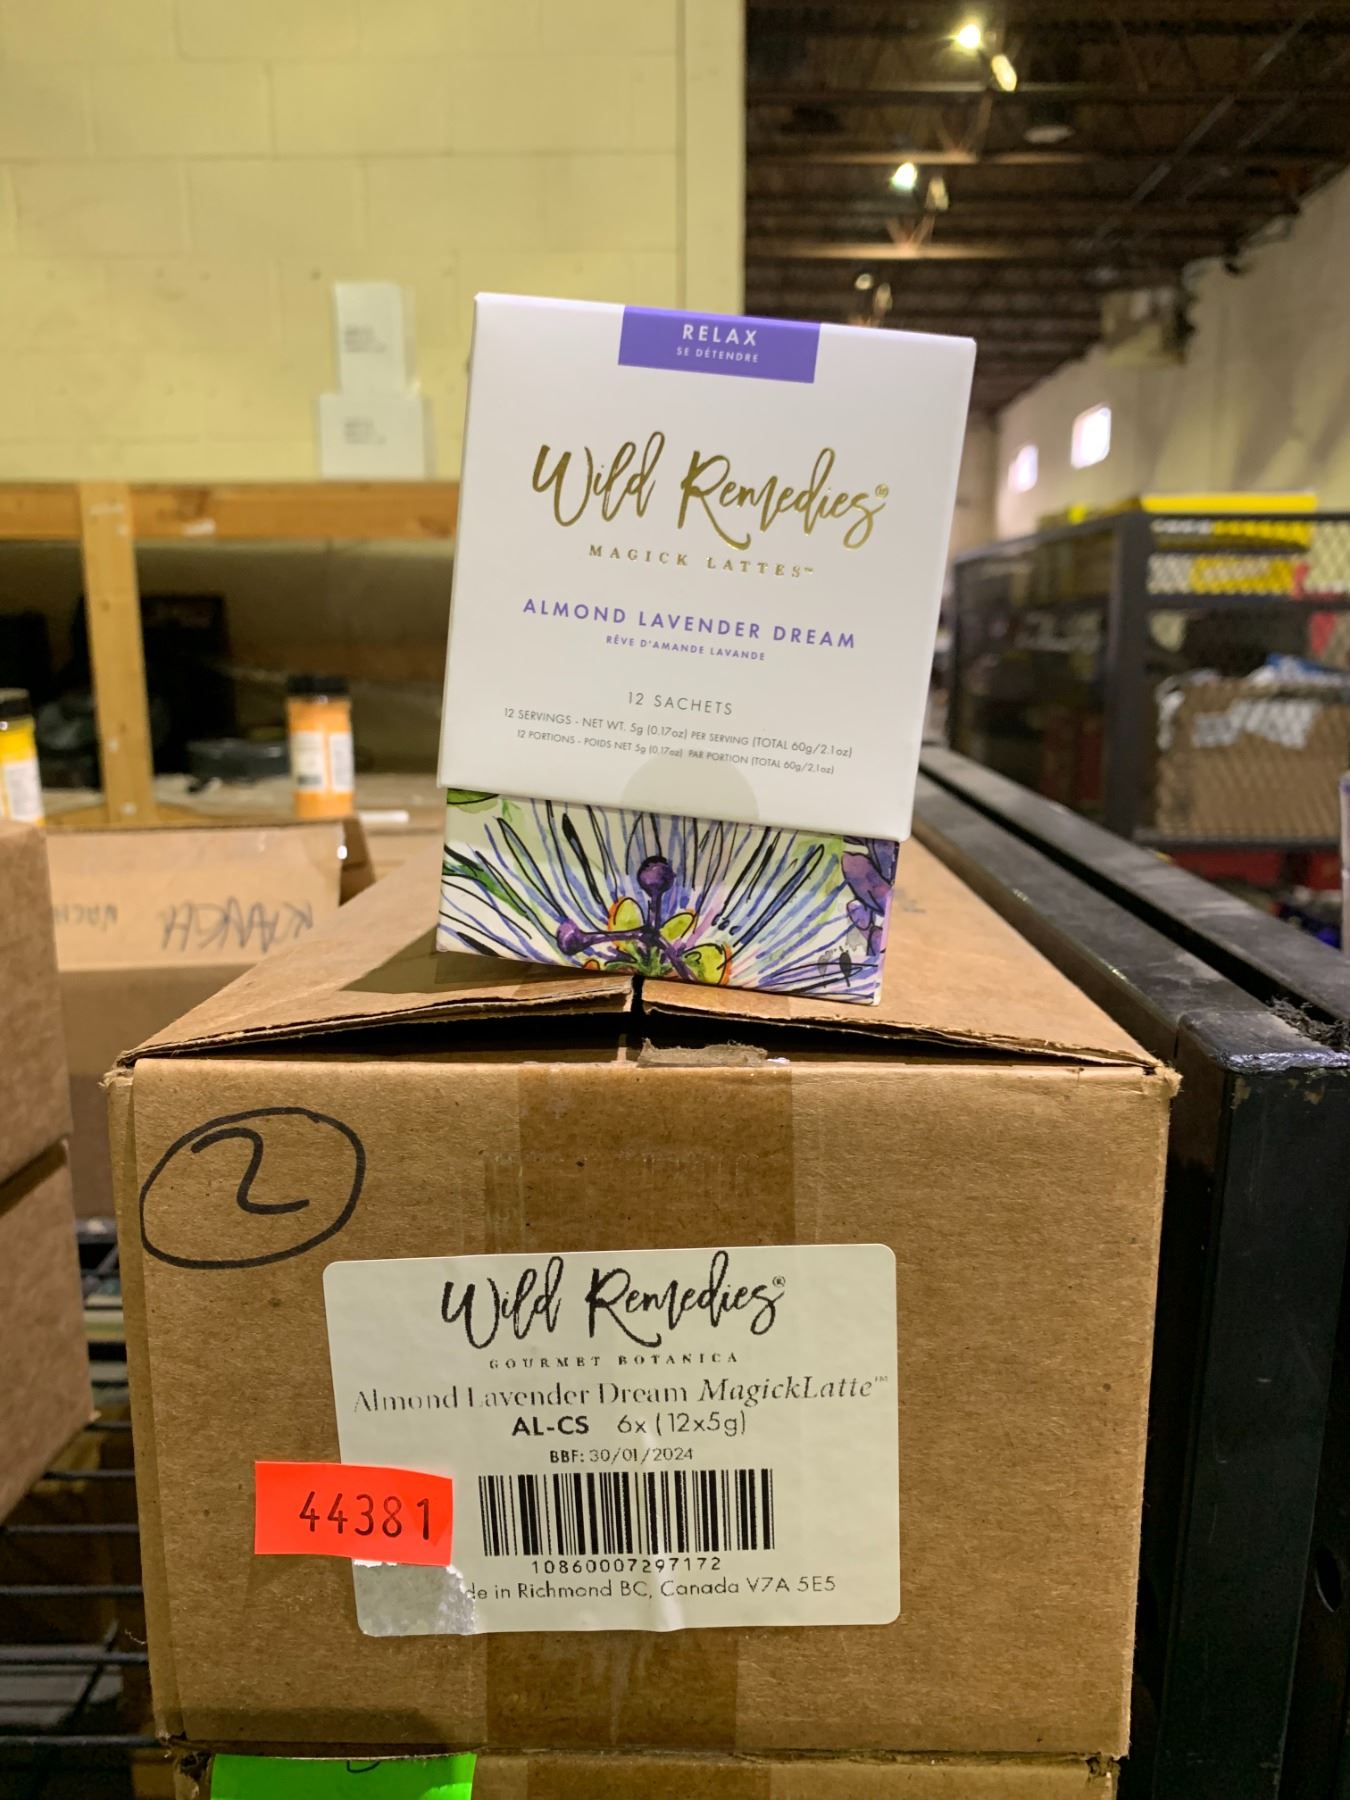 RELAX
SE DÉTENDRE
Wild Remedies®
MAGICK LATTES™
ALMOND LAVENDER DREAM
RÊVE D'AMANDE LAVANDE
12 SACHETS
12 SERVINGS - NET WT. 5g (0.17oz) PER SERVING (TOTAL 60g/2.1oz)
12 PORTIONS - POIDS NET 5g (0.17oz) PAR PORTION (TOTAL 60g/2.1oz)
2
Wild Remedies®
GOURMET BOTANICA
Almond Lavender Dream MagickLatte™
AL-CS 6x (12x5g)
BBF: 30/01/2024
44381
10860007297172
de in Richmond BC, Canada V7A 5E5